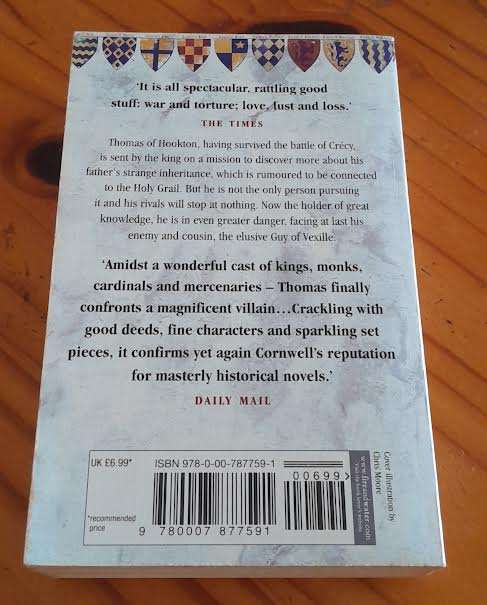 'It is all spectacular, rattling good
stuff: war and torture; love, lust and loss.'
THE TIMES
Thomas of Hookton, having survived the battle of Crécy,
is sent by the king on a mission to discover more about his
father's strange inheritance, which is rumoured to be connected
to the Holy Grail. But he is not the only person pursuing
it and his rivals will stop at nothing. Now the holder of great
knowledge, he is in even greater danger, facing at last his
enemy and cousin, the elusive Guy of Vexille.
'Amidst a wonderful cast of kings, monks,
cardinals and mercenaries – Thomas finally
confronts a magnificent villain...Crackling with
good deeds, fine characters and sparkling set
pieces, it confirms yet again Cornwell's reputation
for masterly historical novels.'
DAILY MAIL
UK £6.99*
ISBN 978-0-00-787759-1
00699>
*recommended
price
9 780007 877591
www.fireandwater.com
Cover illustration by
Chris Moore